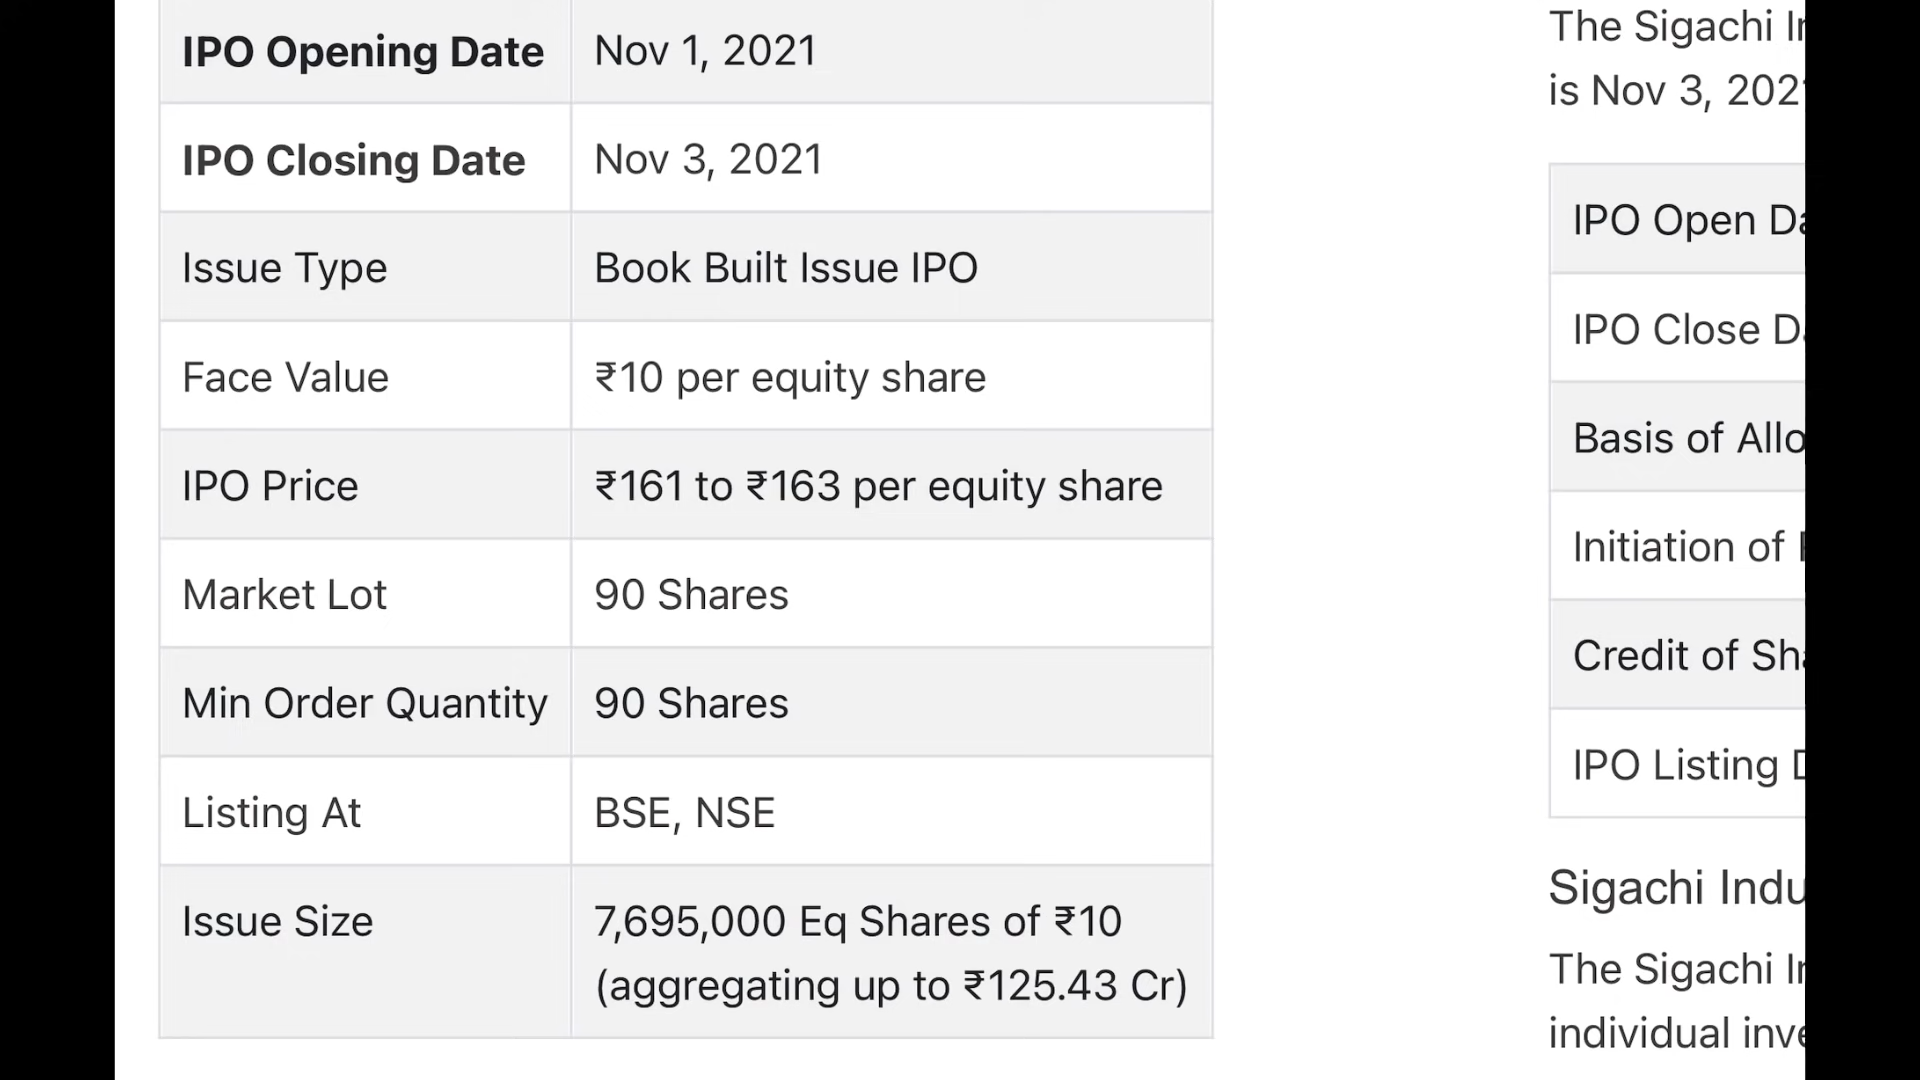 IPO Opening Date Nov 1, 2021
IPO Closing Date Nov 3, 2021
Issue Type Book Built Issue IPO
Face Value ₹10 per equity share
IPO Price ₹161 to ₹163 per equity share
Market Lot 90 Shares
Min Order Quantity 90 Shares
Listing At BSE, NSE
Issue Size 7,695,000 Eq Shares of ₹10
(aggregating up to ₹125.43 Cr)
The Sigachi
is Nov 3,
IPO Open
IPO Close
Basis of
Initiation of
Credit of
IPO Listing
Sigachi
The Sigachi
individual